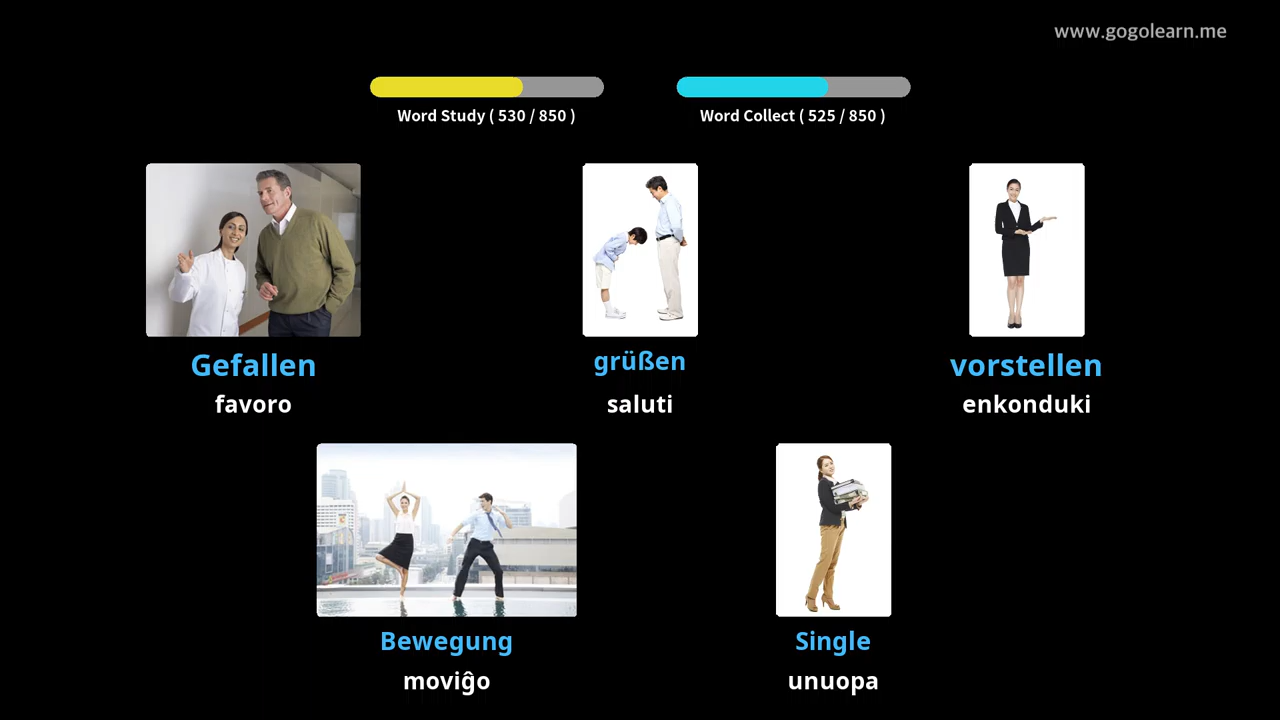 www.gogolearn.me
Word Study ( 530 / 850 )
Word Collect ( 525 / 850 )
Gefallen
favoro
grüßen
saluti
vorstellen
enkonduki
Bewegung
moviĝo
Single
unuopa